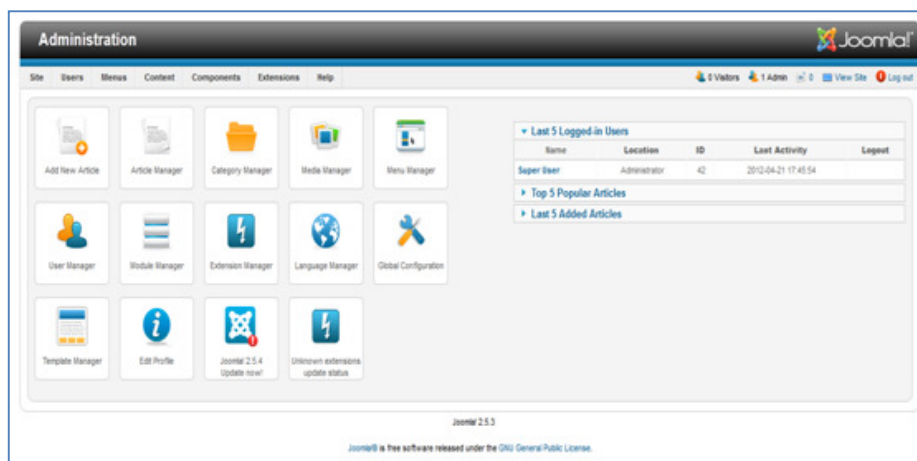 Administration
Joomla!
Site Users Menus Content Components Extensions Help
0 Visitors 1 Admin 0 View Site Log out
Add New Article Article Manager Category Manager Media Manager Menu Manager
Last 5 Logged-in Users
Name Location ID Last Activity Logout
Super User Administrator 42 2012-04-21 17:45:54
Top 5 Popular Articles
Last 5 Added Articles
User Manager Module Manager Extension Manager Language Manager Global Configuration
Template Manager Edit Profile Joomla! 2.5.4 Unknown extensions
Update now! update status
Joomla! 2.5.3
Joomla!® is free software released under the GNU General Public License.